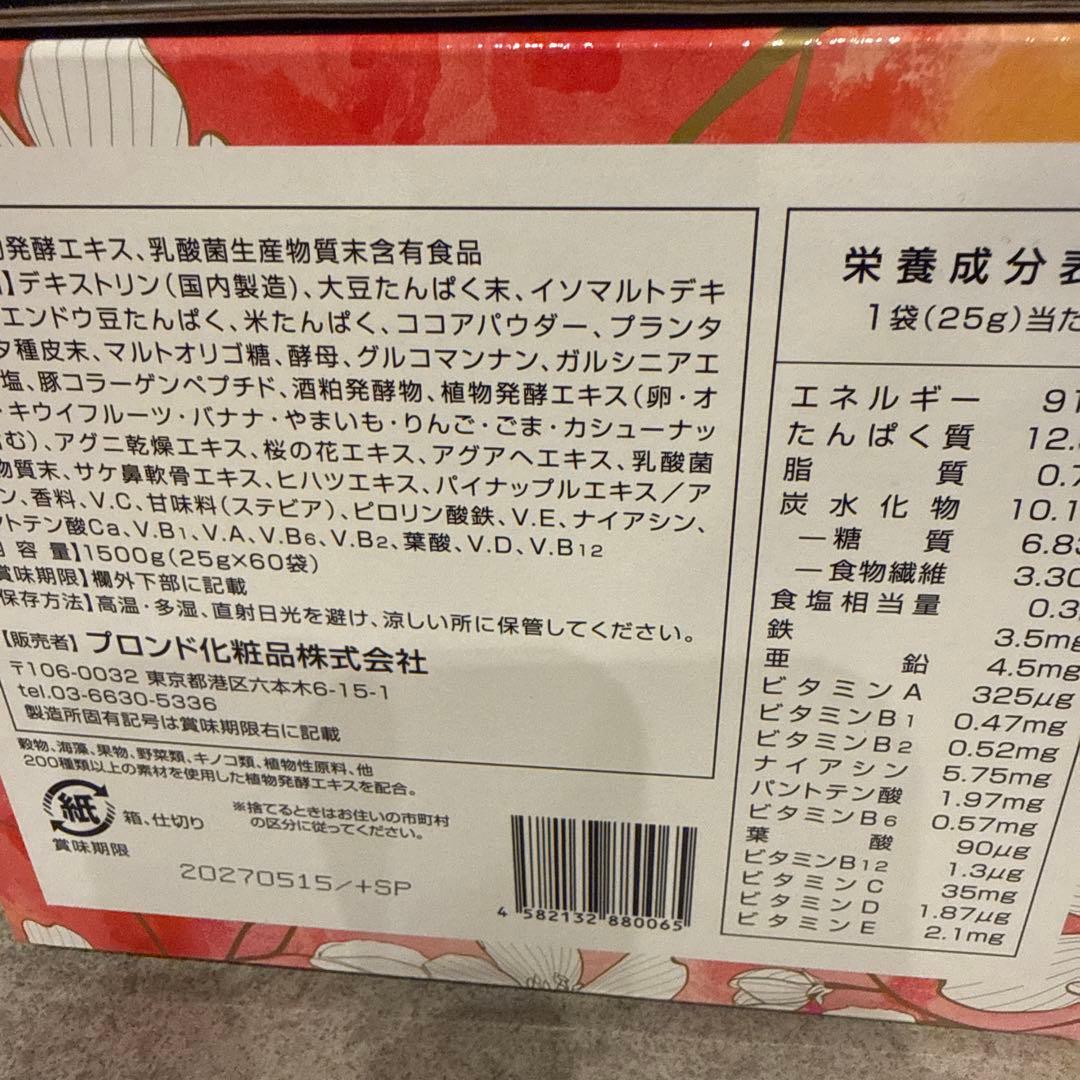 発酵エキス、乳酸菌生産物質末含有食品
】デキストリン(国内製造)、大豆たんぱく末、イソマルトデキ
エンドウ豆たんぱく、米たんぱく、ココアパウダー、プランタ
タ種皮末、マルトオリゴ糖、酵母、グルコマンナン、ガルシニアエ
塩、豚コラーゲンペプチド、酒粕発酵物、植物発酵エキス(卵・オ
・キウイフルーツ・バナナ・やまいも・りんご・ごま・カシューナッ
む)、アグニ乾燥エキス、桜の花エキス、アグアヘエキス、乳酸菌
物質末、サケ鼻軟骨エキス、ヒハツエキス、パイナップルエキス/ア
ン、香料、V.C、甘味料(ステビア)、ピロリン酸鉄、V.E、ナイアシン、
ントテン酸Ca、V.B1、V.A、V.B6、V.B2、葉酸、V.D、V.B12
容量】1500g(25g×60袋)
賞味期限】欄外下部に記載
保存方法】高温・多湿、直射日光を避け、涼しい所に保管してください。
【販売者】プロンド化粧品株式会社
〒106-0032 東京都港区六本木6-15-1
tel.03-6630-5336
製造所固有記号は賞味期限右に記載
穀物、海藻、果物、野菜類、キノコ類、植物性原料、他
200種類以上の素材を使用した植物発酵エキスを配合。
紙
箱、仕切り
※捨てるときはお住いの市町村
の区分に従ってください。
賞味期限
20270515/+SP
4 582132 880065
栄養成分表
1袋(25g)当た
エネルギー 91
たんぱく質 12.
脂質 0.7
炭水化物 10.1
―糖質 6.83
―食物繊維 3.30
食塩相当量 0.3
鉄 3.5mg
亜鉛 4.5mg
ビタミンA 325μg
ビタミンB1 0.47mg
ビタミンB2 0.52mg
ナイアシン 5.75mg
パントテン酸 1.97mg
ビタミンB6 0.57mg
葉酸 90μg
ビタミンB12 1.3μg
ビタミンC 35mg
ビタミンD 1.87μg
ビタミンE 2.1mg